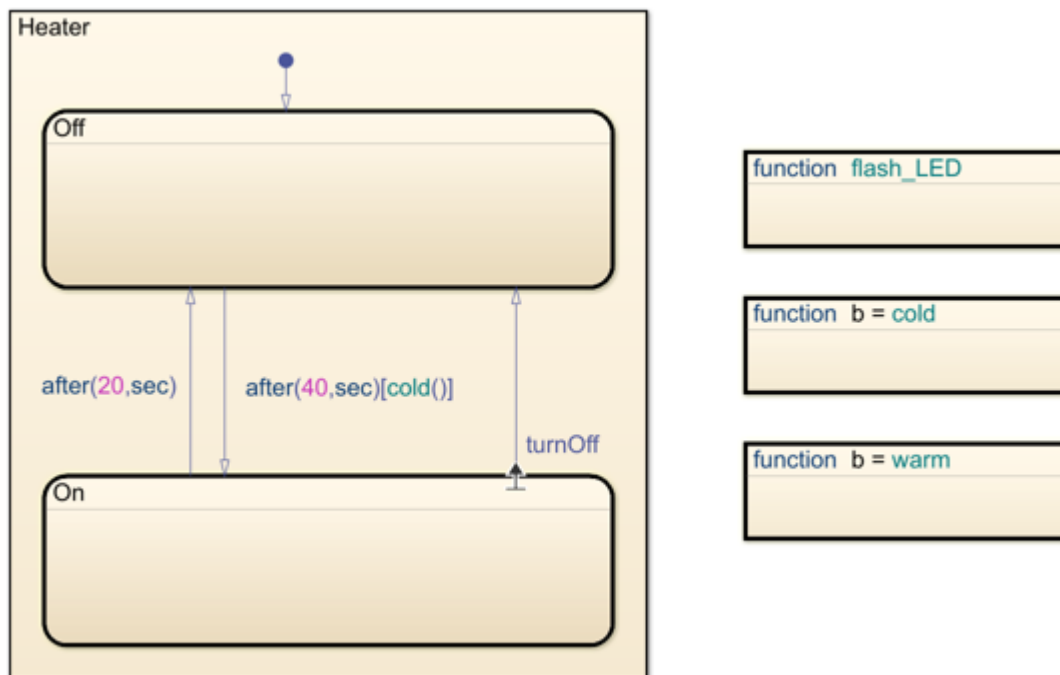 Heater
Off
after(20,sec)
after(40,sec)[cold()]
turnOff
On
function flash_LED
function b = cold
function b = warm